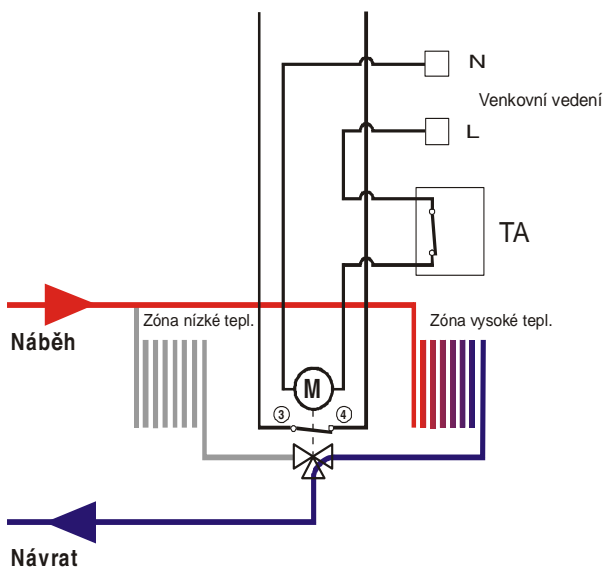 N
Venkovní vedení
L
TA
Zóna nízké tepl.
Zóna vysoké tepl.
Náběh
M
3
4
Návrat